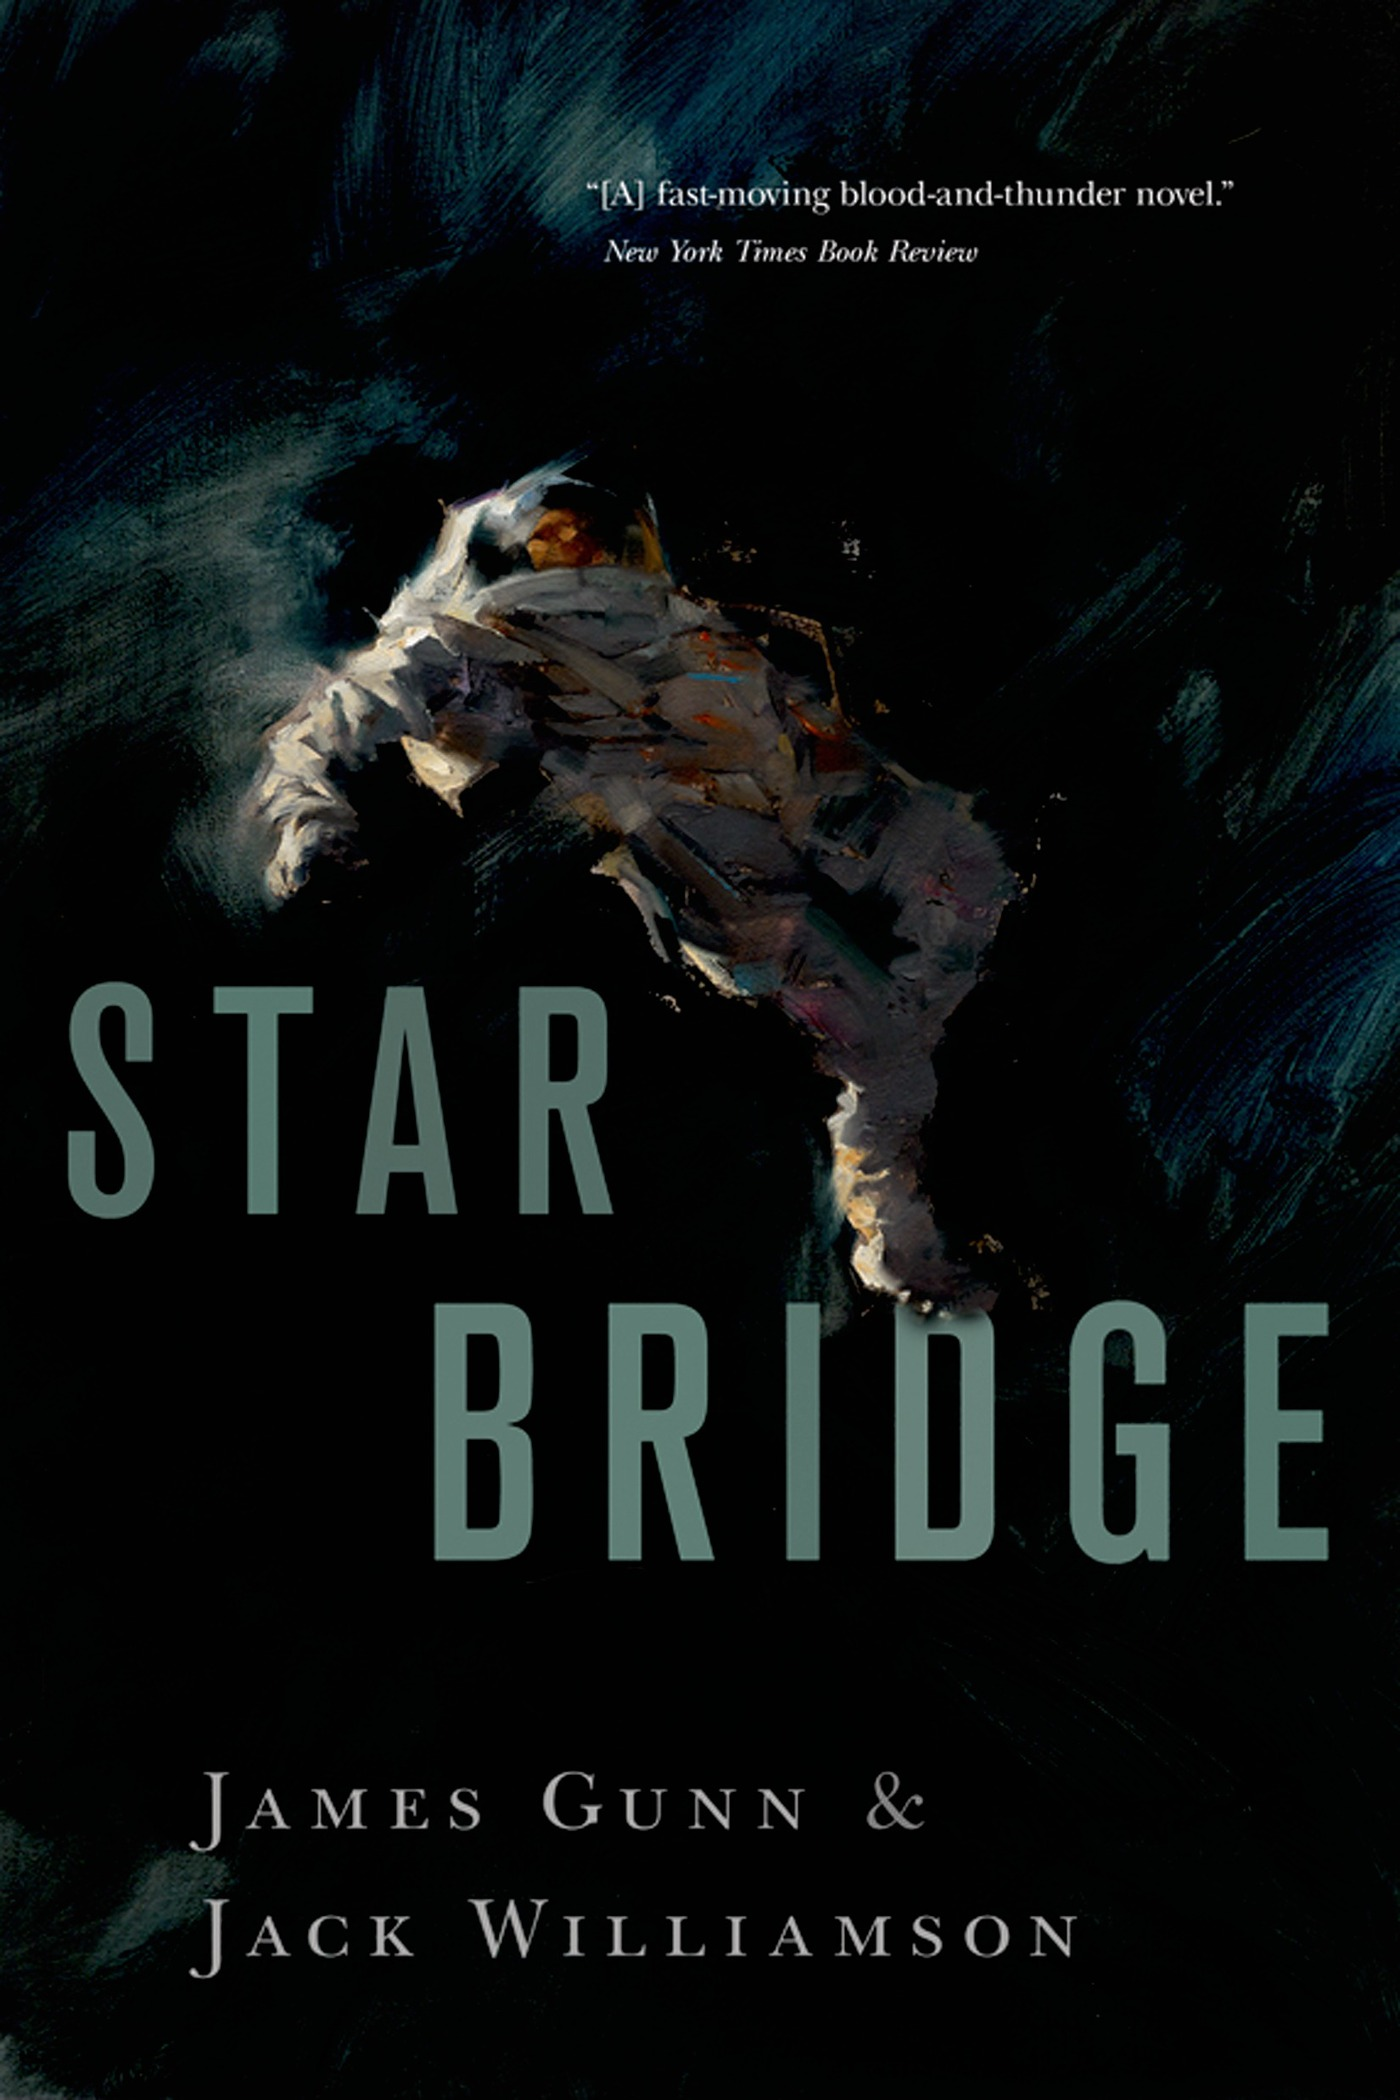 “[A] fast-moving blood-and-thunder novel.”
New York Times Book Review
STAR
BRIDGE
JAMES GUNN &
JACK WILLIAMSON